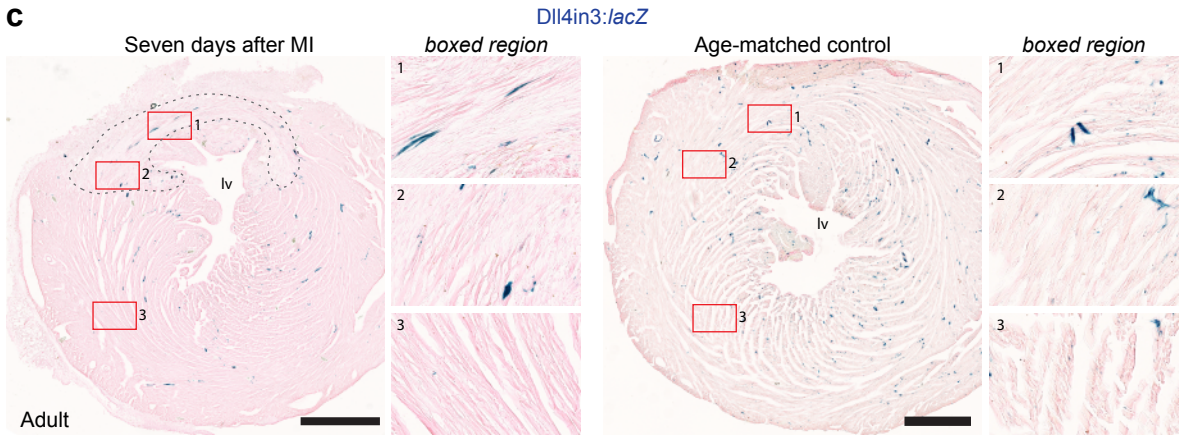 c
Dll4in3:lacZ
Seven days after MI
boxed region
Age-matched control
boxed region
1
2
3
lv
Adult
1
2
3
1
2
3
lv
1
2
3